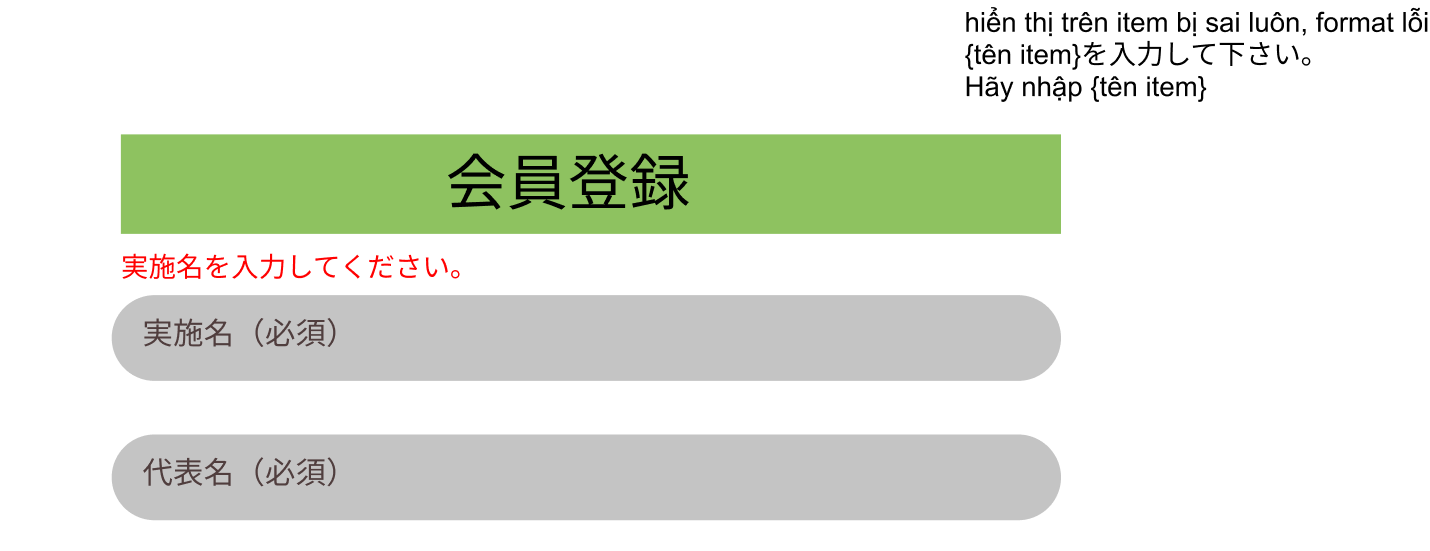 hiển thị trên item bị sai luôn, format lỗi
{tên item}を入力して下さい。
Hãy nhập {tên item}
会員登録
実施名を入力してください。
実施名（必須）
代表名（必須）